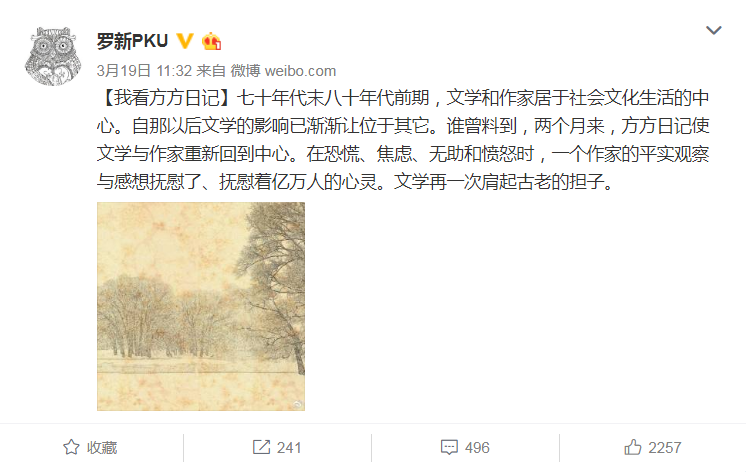 罗新PKU
3月19日 11:32 来自 微博 weibo.com
【我看方方日记】七十年代末八十年代前期，文学和作家居于社会文化生活的中
心。自那以后文学的影响已渐渐让位于其它。谁曾料到，两个月来，方方日记使
文学与作家重新回到中心。在恐慌、焦虑、无助和愤怒时，一个作家的平实观察
与感想抚慰了、抚慰着亿万人的心灵。文学再一次肩起古老的担子。
收藏 241 496 2257